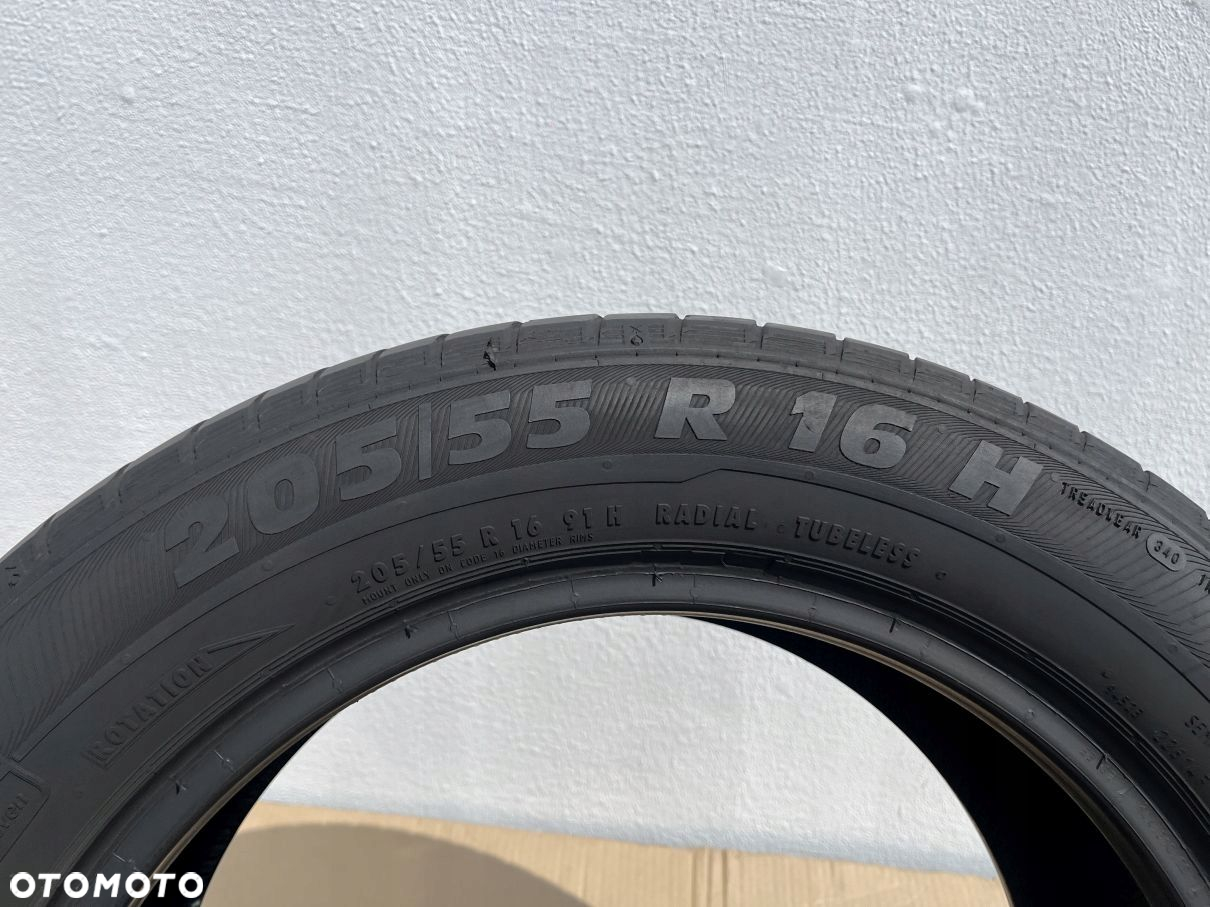 205/55 R 16 H
TREADLEAR 340
205/55 R 16 91 H RADIAL TUBELESS
MOUNT ONLY ON CODE 16 DIAMETER RIMS
ROTATION
OTOMOTO